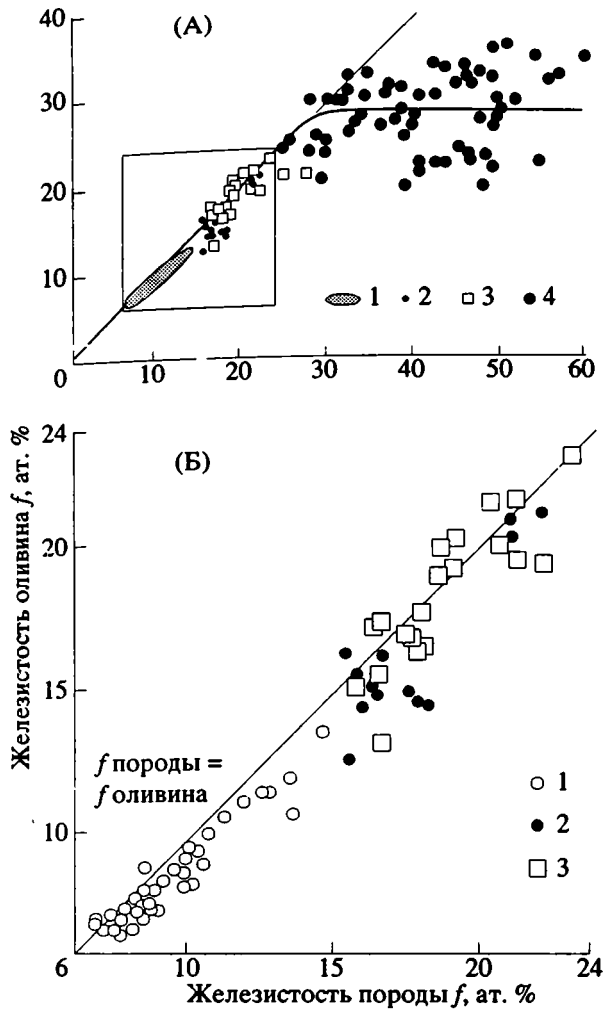 40
(А)
30
20
10
1 2 3 4
0
10 20 30 40 50 60
24
(Б)
20
15
10
6
f породы =
f оливина
1
2
3
10 15 20 24
Железистость оливина f, ат. %
Железистость породы f, ат. %